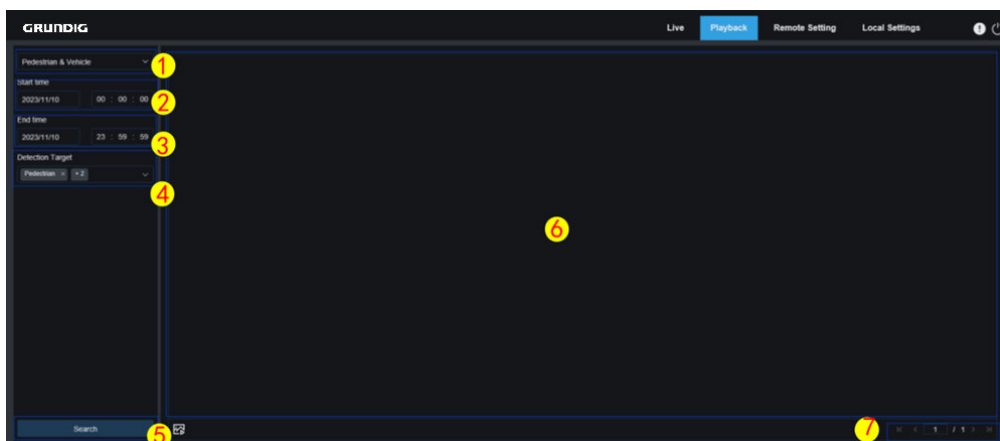 GRUNDIG Live Playback Remote Setting Local Settings
Pedestrian & Vehicle
1
Start time
2023/11/10 00 : 00 : 00
2
End time
2023/11/10 23 : 59 : 59
3
Detection Target
Pedestrian × + 2
4
6
Search
5
7
1 / 1